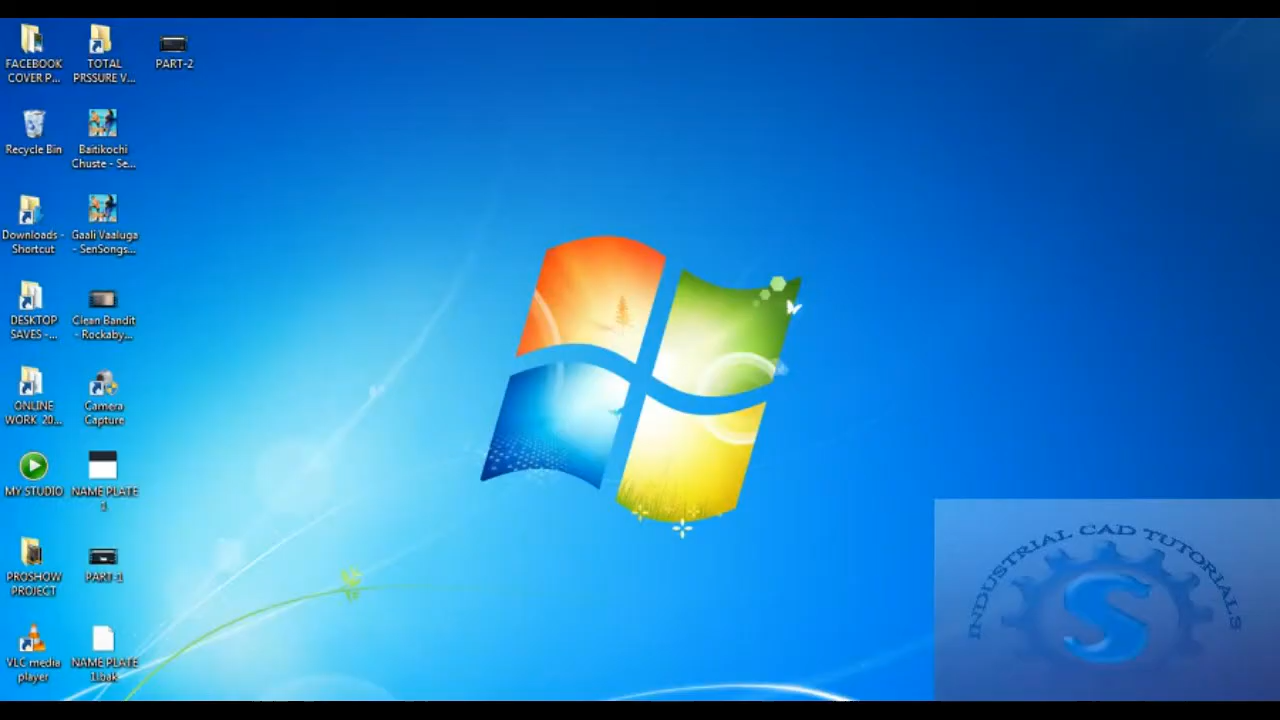 FACEBOOK
COVER P...
TOTAL
PRSSURE V...
PART-2
Recycle Bin
Baitikochi
Chuste - Se...
Downloads -
Shortcut
Gaali Vaaluga
- SenSongs...
DESKTOP
SAVES -...
Clean Bandit
- Rockaby...
ONLINE
WORK 20...
Camera
Capture
MY STUDIO
NAME PLATE
1
PROSHOW
PROJECT
PART-1
VLC media
player
NAME PLATE
1.bak
INDUSTRIAL CAD TUTORIALS
S